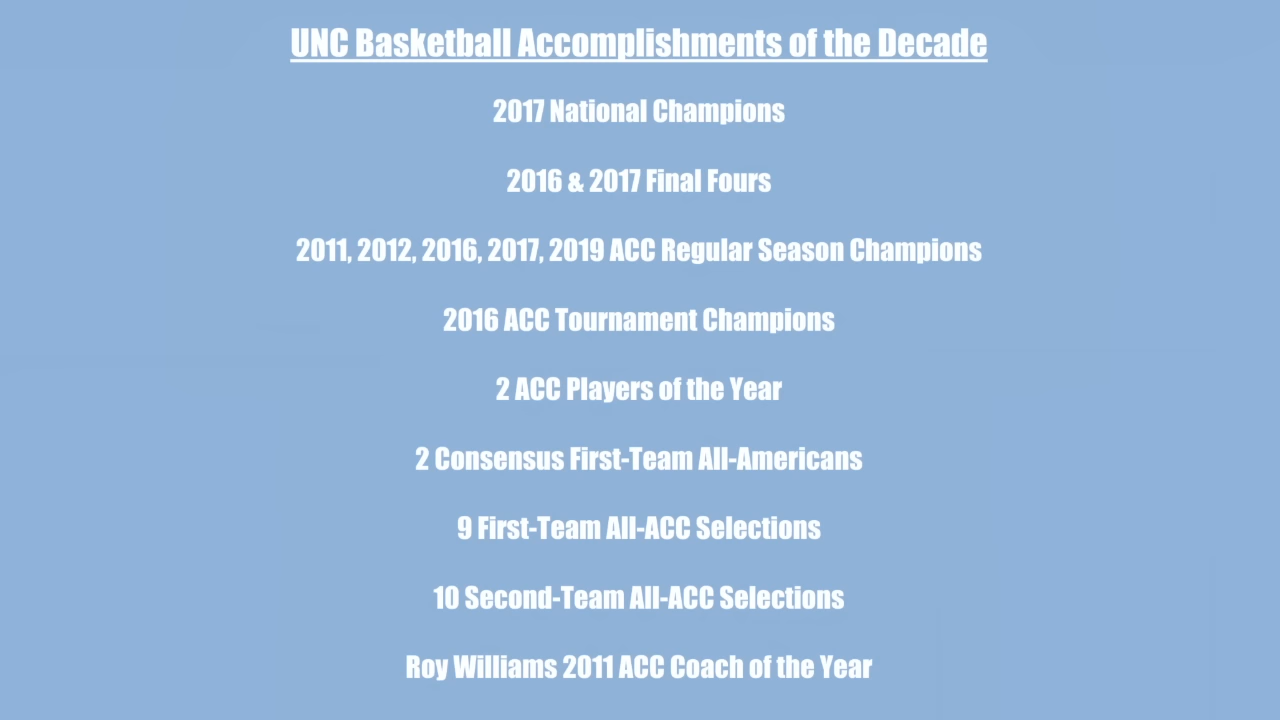 UNC Basketball Accomplishments of the Decade
2017 National Champions
2016 & 2017 Final Fours
2011, 2012, 2016, 2017, 2019 ACC Regular Season Champions
2016 ACC Tournament Champions
2 ACC Players of the Year
2 Consensus First-Team All-Americans
9 First-Team All-ACC Selections
10 Second-Team All-ACC Selections
Roy Williams 2011 ACC Coach of the Year